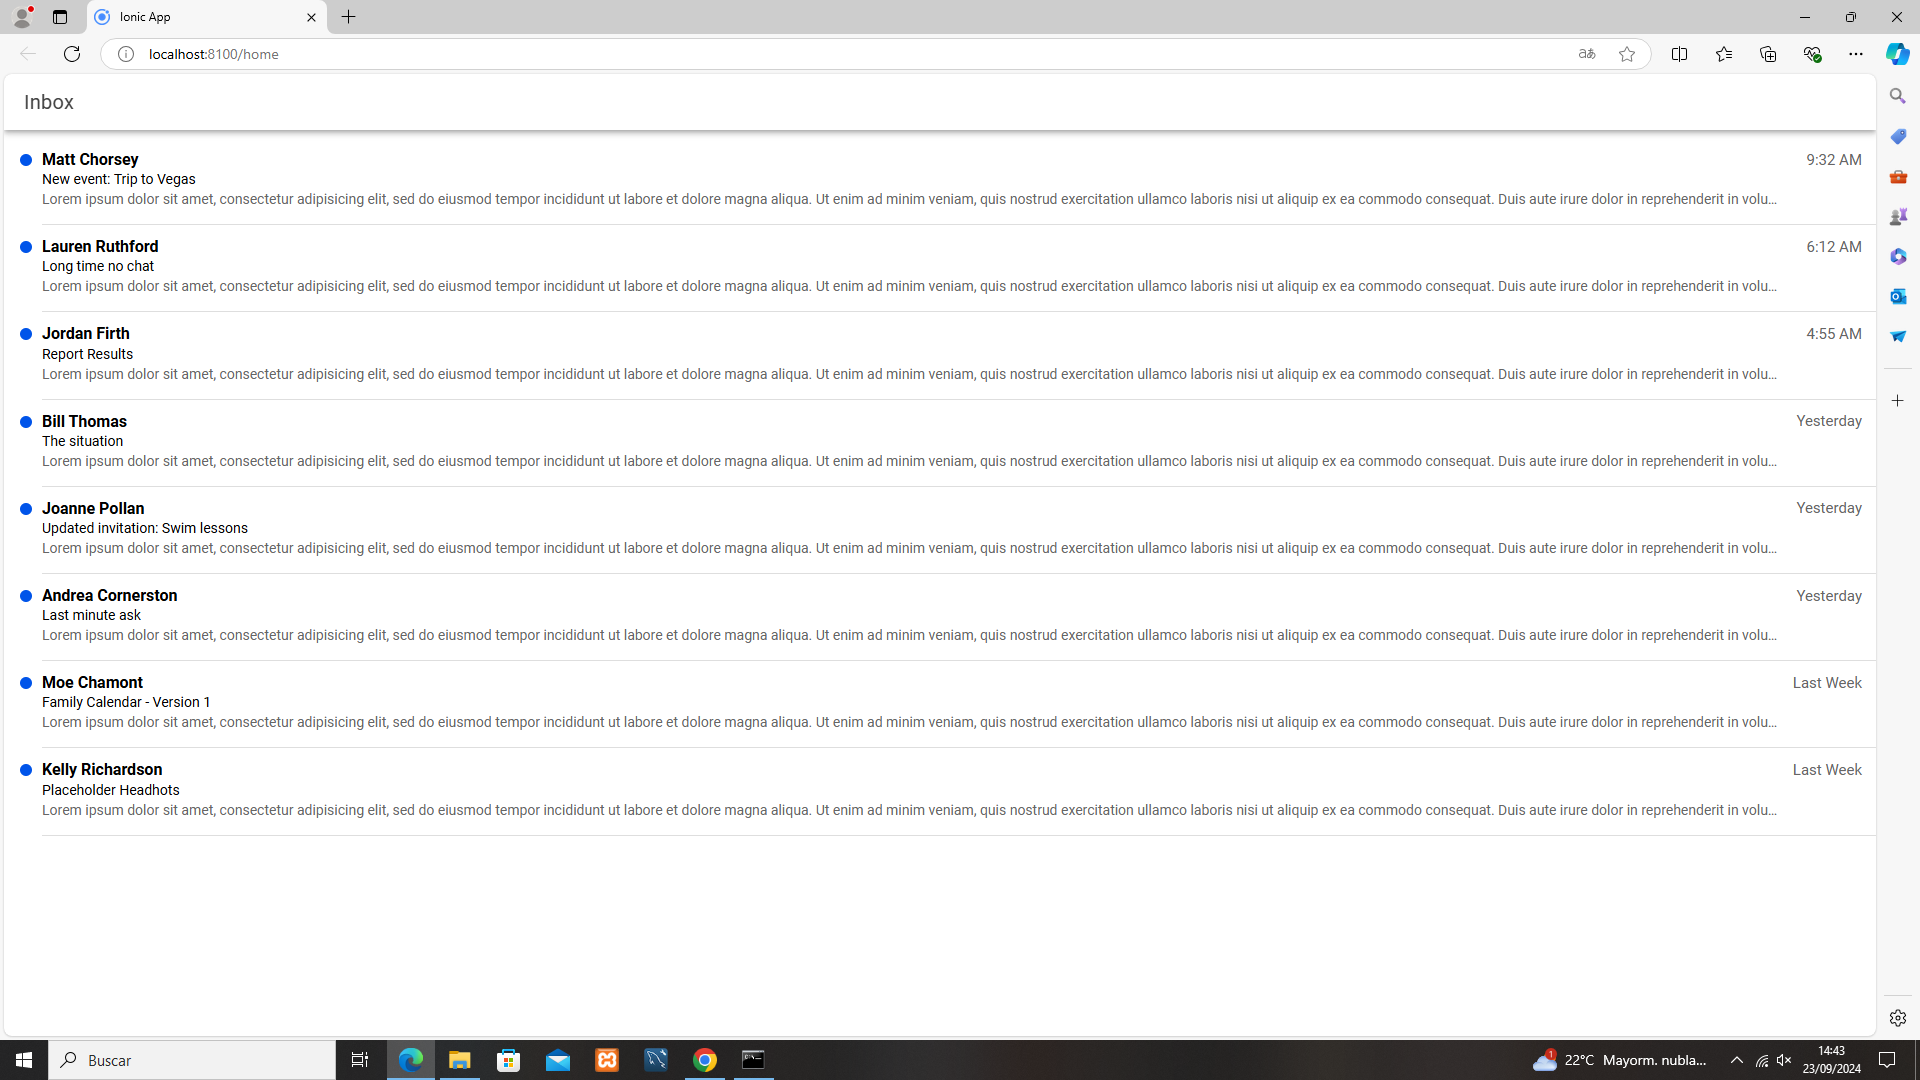 Ionic App
localhost:8100/home
Inbox
Matt Chorsey
9:32 AM
New event: Trip to Vegas
Lorem ipsum dolor sit amet, consectetur adipisicing elit, sed do eiusmod tempor incididunt ut labore et dolore magna aliqua. Ut enim ad minim veniam, quis nostrud exercitation ullamco laboris nisi ut aliquip ex ea commodo consequat. Duis aute irure dolor in reprehenderit in volu...
Lauren Ruthford
6:12 AM
Long time no chat
Lorem ipsum dolor sit amet, consectetur adipisicing elit, sed do eiusmod tempor incididunt ut labore et dolore magna aliqua. Ut enim ad minim veniam, quis nostrud exercitation ullamco laboris nisi ut aliquip ex ea commodo consequat. Duis aute irure dolor in reprehenderit in volu...
Jordan Firth
4:55 AM
Report Results
Lorem ipsum dolor sit amet, consectetur adipisicing elit, sed do eiusmod tempor incididunt ut labore et dolore magna aliqua. Ut enim ad minim veniam, quis nostrud exercitation ullamco laboris nisi ut aliquip ex ea commodo consequat. Duis aute irure dolor in reprehenderit in volu...
Bill Thomas
Yesterday
The situation
Lorem ipsum dolor sit amet, consectetur adipisicing elit, sed do eiusmod tempor incididunt ut labore et dolore magna aliqua. Ut enim ad minim veniam, quis nostrud exercitation ullamco laboris nisi ut aliquip ex ea commodo consequat. Duis aute irure dolor in reprehenderit in volu...
Joanne Pollan
Yesterday
Updated invitation: Swim lessons
Lorem ipsum dolor sit amet, consectetur adipisicing elit, sed do eiusmod tempor incididunt ut labore et dolore magna aliqua. Ut enim ad minim veniam, quis nostrud exercitation ullamco laboris nisi ut aliquip ex ea commodo consequat. Duis aute irure dolor in reprehenderit in volu...
Andrea Cornerston
Yesterday
Last minute ask
Lorem ipsum dolor sit amet, consectetur adipisicing elit, sed do eiusmod tempor incididunt ut labore et dolore magna aliqua. Ut enim ad minim veniam, quis nostrud exercitation ullamco laboris nisi ut aliquip ex ea commodo consequat. Duis aute irure dolor in reprehenderit in volu...
Moe Chamont
Last Week
Family Calendar - Version 1
Lorem ipsum dolor sit amet, consectetur adipisicing elit, sed do eiusmod tempor incididunt ut labore et dolore magna aliqua. Ut enim ad minim veniam, quis nostrud exercitation ullamco laboris nisi ut aliquip ex ea commodo consequat. Duis aute irure dolor in reprehenderit in volu...
Kelly Richardson
Last Week
Placeholder Headhots
Lorem ipsum dolor sit amet, consectetur adipisicing elit, sed do eiusmod tempor incididunt ut labore et dolore magna aliqua. Ut enim ad minim veniam, quis nostrud exercitation ullamco laboris nisi ut aliquip ex ea commodo consequat. Duis aute irure dolor in reprehenderit in volu...
Buscar
1
22°C Mayorm. nubla...
14:43
23/09/2024